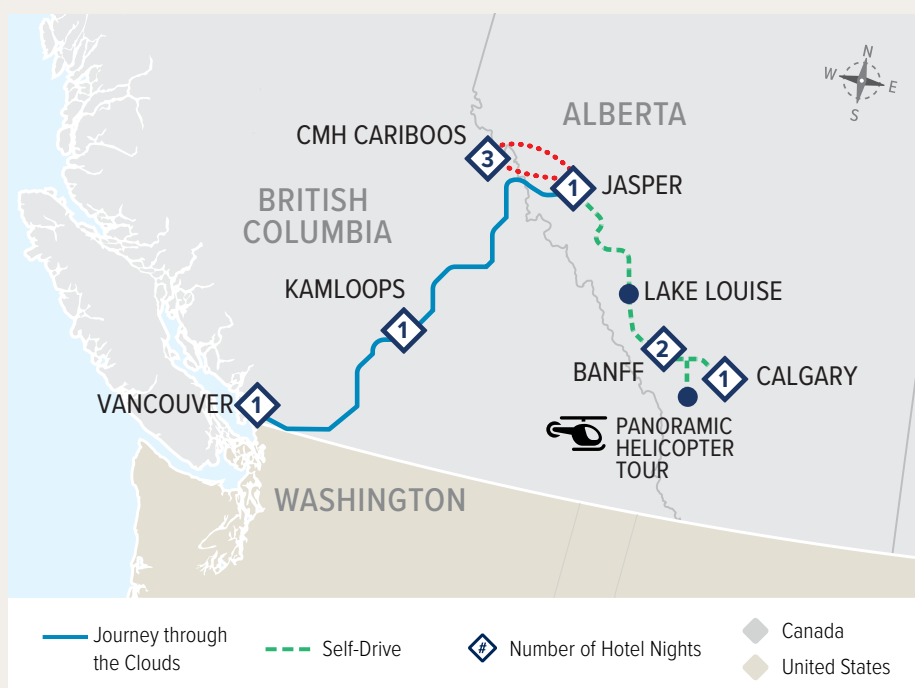 N
W
E
S
ALBERTA
CMH CARIBOOS
3
1
JASPER
BRITISH
COLUMBIA
KAMLOOPS
1
LAKE LOUISE
2
BANFF
1
CALGARY
VANCOUVER
1
PANORAMIC
HELICOPTER
TOUR
WASHINGTON
Journey through
the Clouds
Self-Drive
#
Number of Hotel Nights
Canada
United States